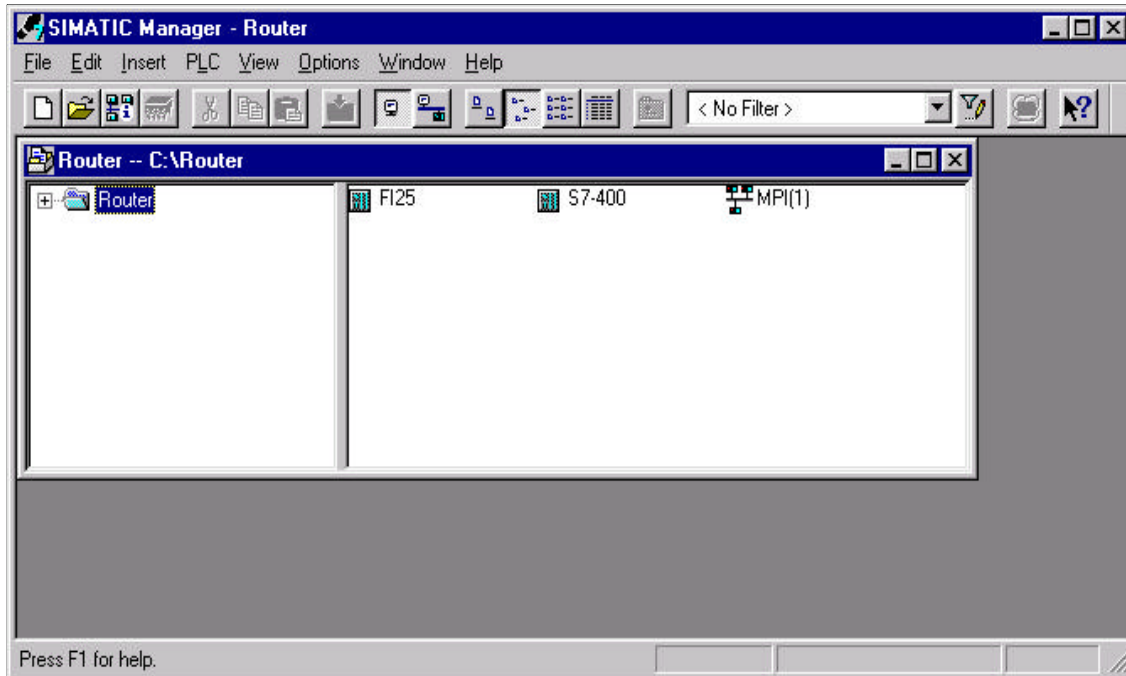 SIMATIC Manager - Router
File Edit Insert PLC View Options Window Help
< No Filter >
Router -- C:\Router
Router
FI25 S7-400 MPI(1)
Press F1 for help.